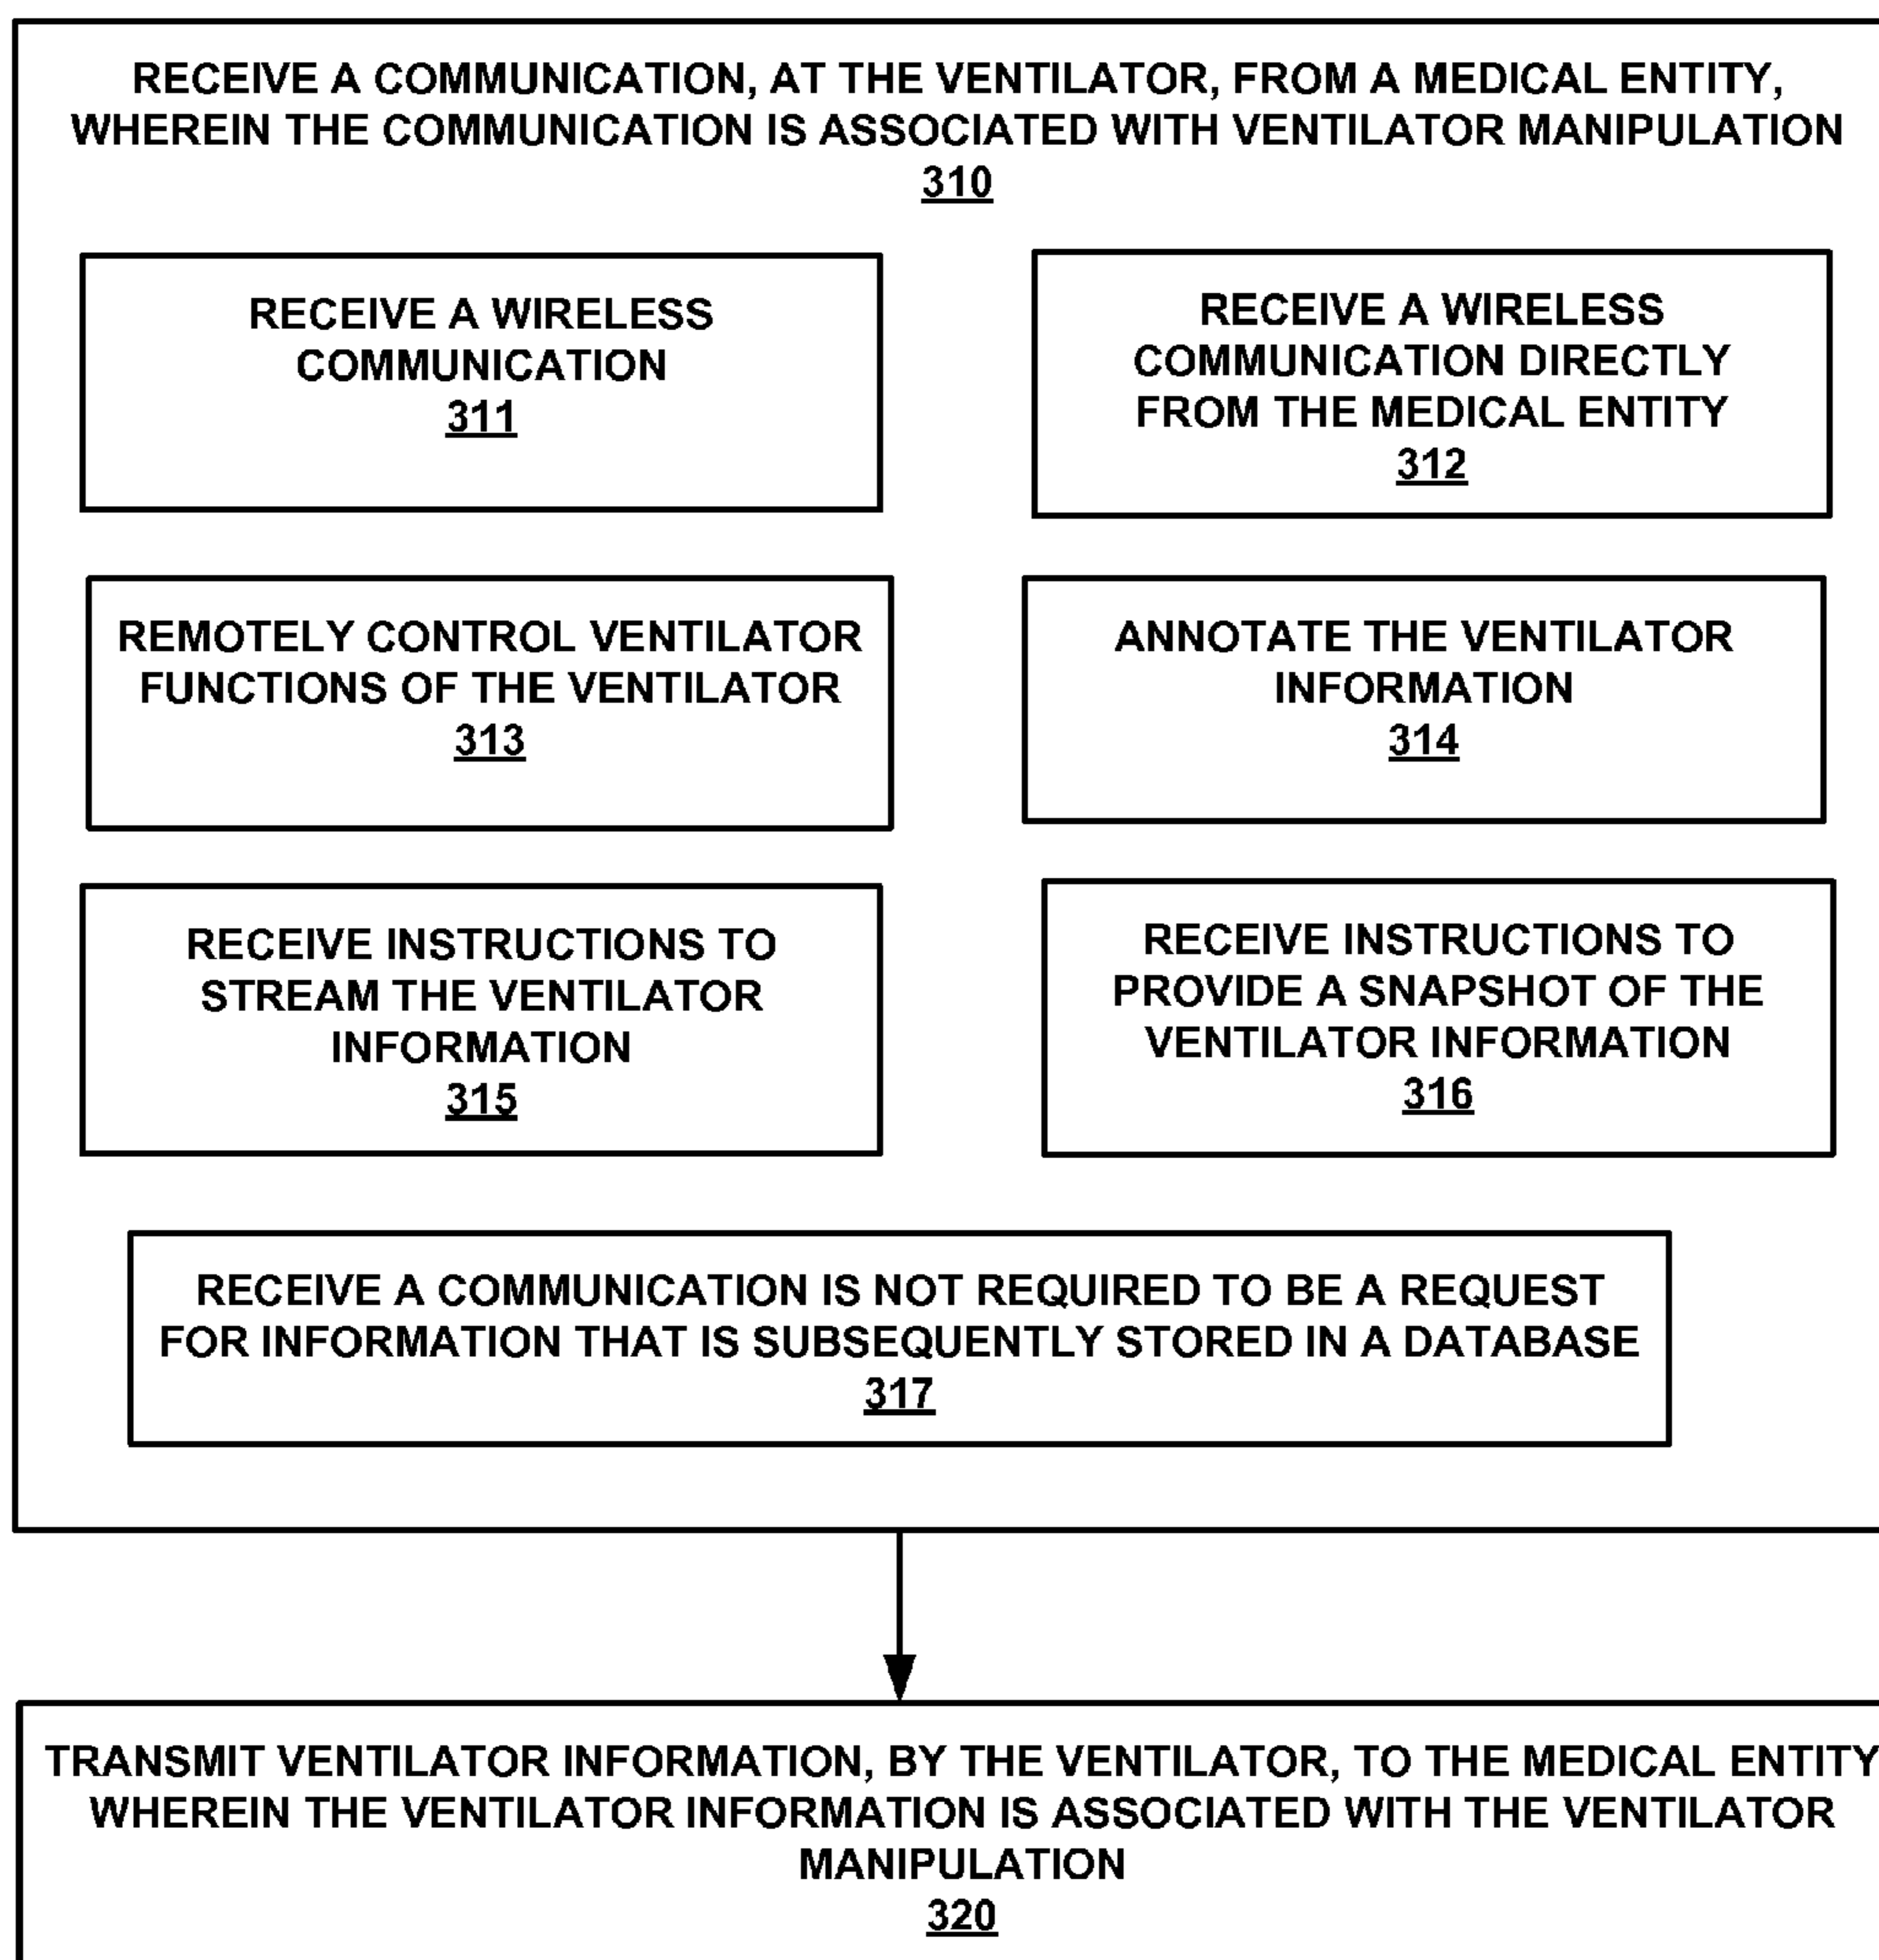 RECEIVE A COMMUNICATION, AT THE VENTILATOR, FROM A MEDICAL ENTITY,
WHEREIN THE COMMUNICATION IS ASSOCIATED WITH VENTILATOR MANIPULATION
310
RECEIVE A WIRELESS
COMMUNICATION
311
RECEIVE A WIRELESS
COMMUNICATION DIRECTLY
FROM THE MEDICAL ENTITY
312
REMOTELY CONTROL VENTILATOR
FUNCTIONS OF THE VENTILATOR
313
ANNOTATE THE VENTILATOR
INFORMATION
314
RECEIVE INSTRUCTIONS TO
STREAM THE VENTILATOR
INFORMATION
315
RECEIVE INSTRUCTIONS TO
PROVIDE A SNAPSHOT OF THE
VENTILATOR INFORMATION
316
RECEIVE A COMMUNICATION IS NOT REQUIRED TO BE A REQUEST
FOR INFORMATION THAT IS SUBSEQUENTLY STORED IN A DATABASE
317
TRANSMIT VENTILATOR INFORMATION, BY THE VENTILATOR, TO THE MEDICAL ENTITY
WHEREIN THE VENTILATOR INFORMATION IS ASSOCIATED WITH THE VENTILATOR
MANIPULATION
320